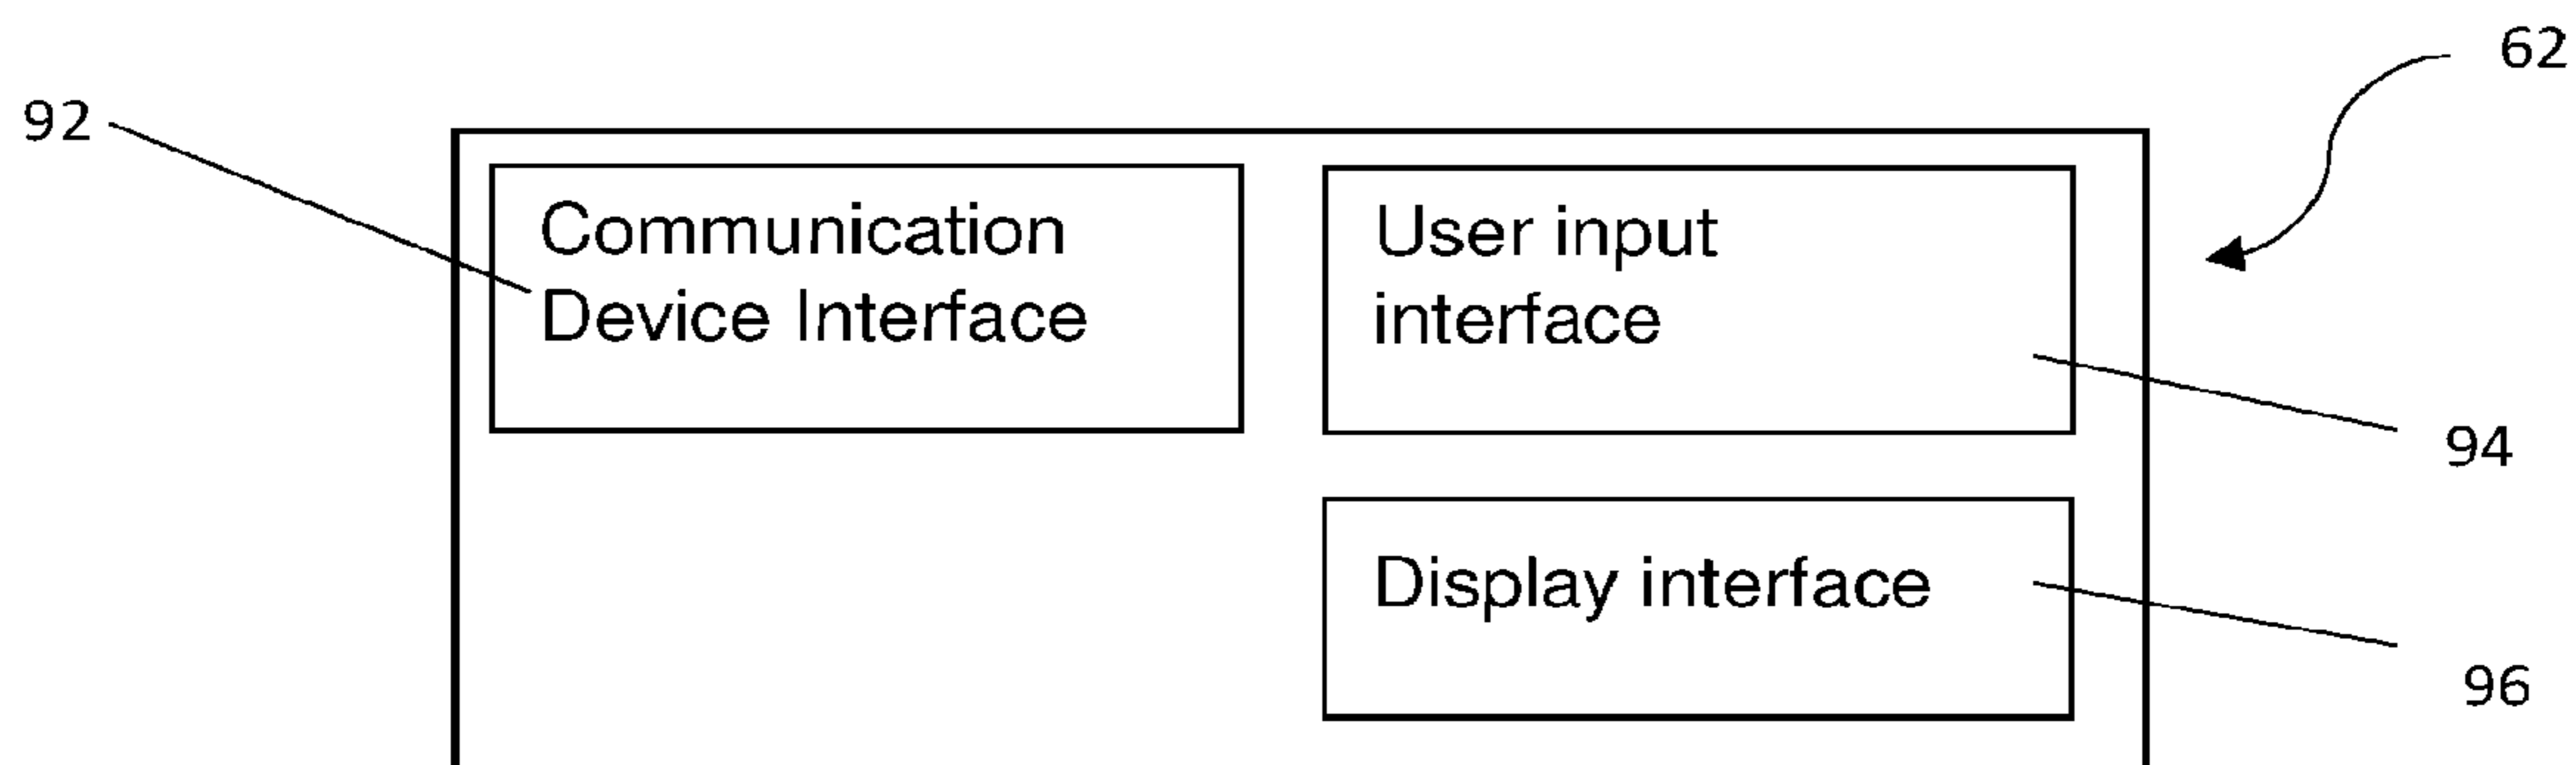 62
92
Communication
Device Interface
User input
interface
94
Display interface
96